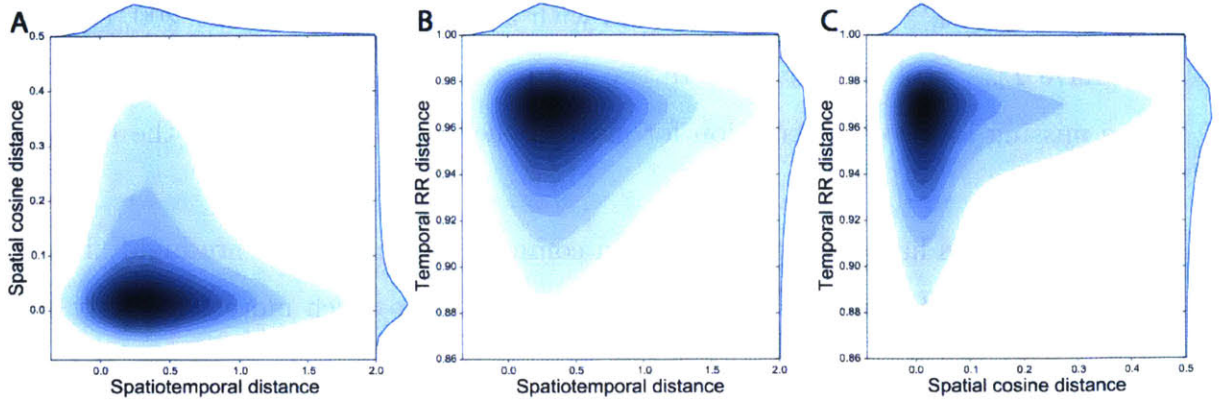 A
0.5
0.4
0.3
0.2
0.1
0.0
Spatial cosine distance
0.0 0.5 1.0 1.5 2.0
Spatiotemporal distance
B
1.00
0.98
0.96
0.94
0.92
0.90
0.88
0.86
Temporal RR distance
0.0 0.5 1.0 1.5 2.0
Spatiotemporal distance
C
1.00
0.98
0.96
0.94
0.92
0.90
0.88
0.86
Temporal RR distance
0.0 0.1 0.2 0.3 0.4 0.5
Spatial cosine distance